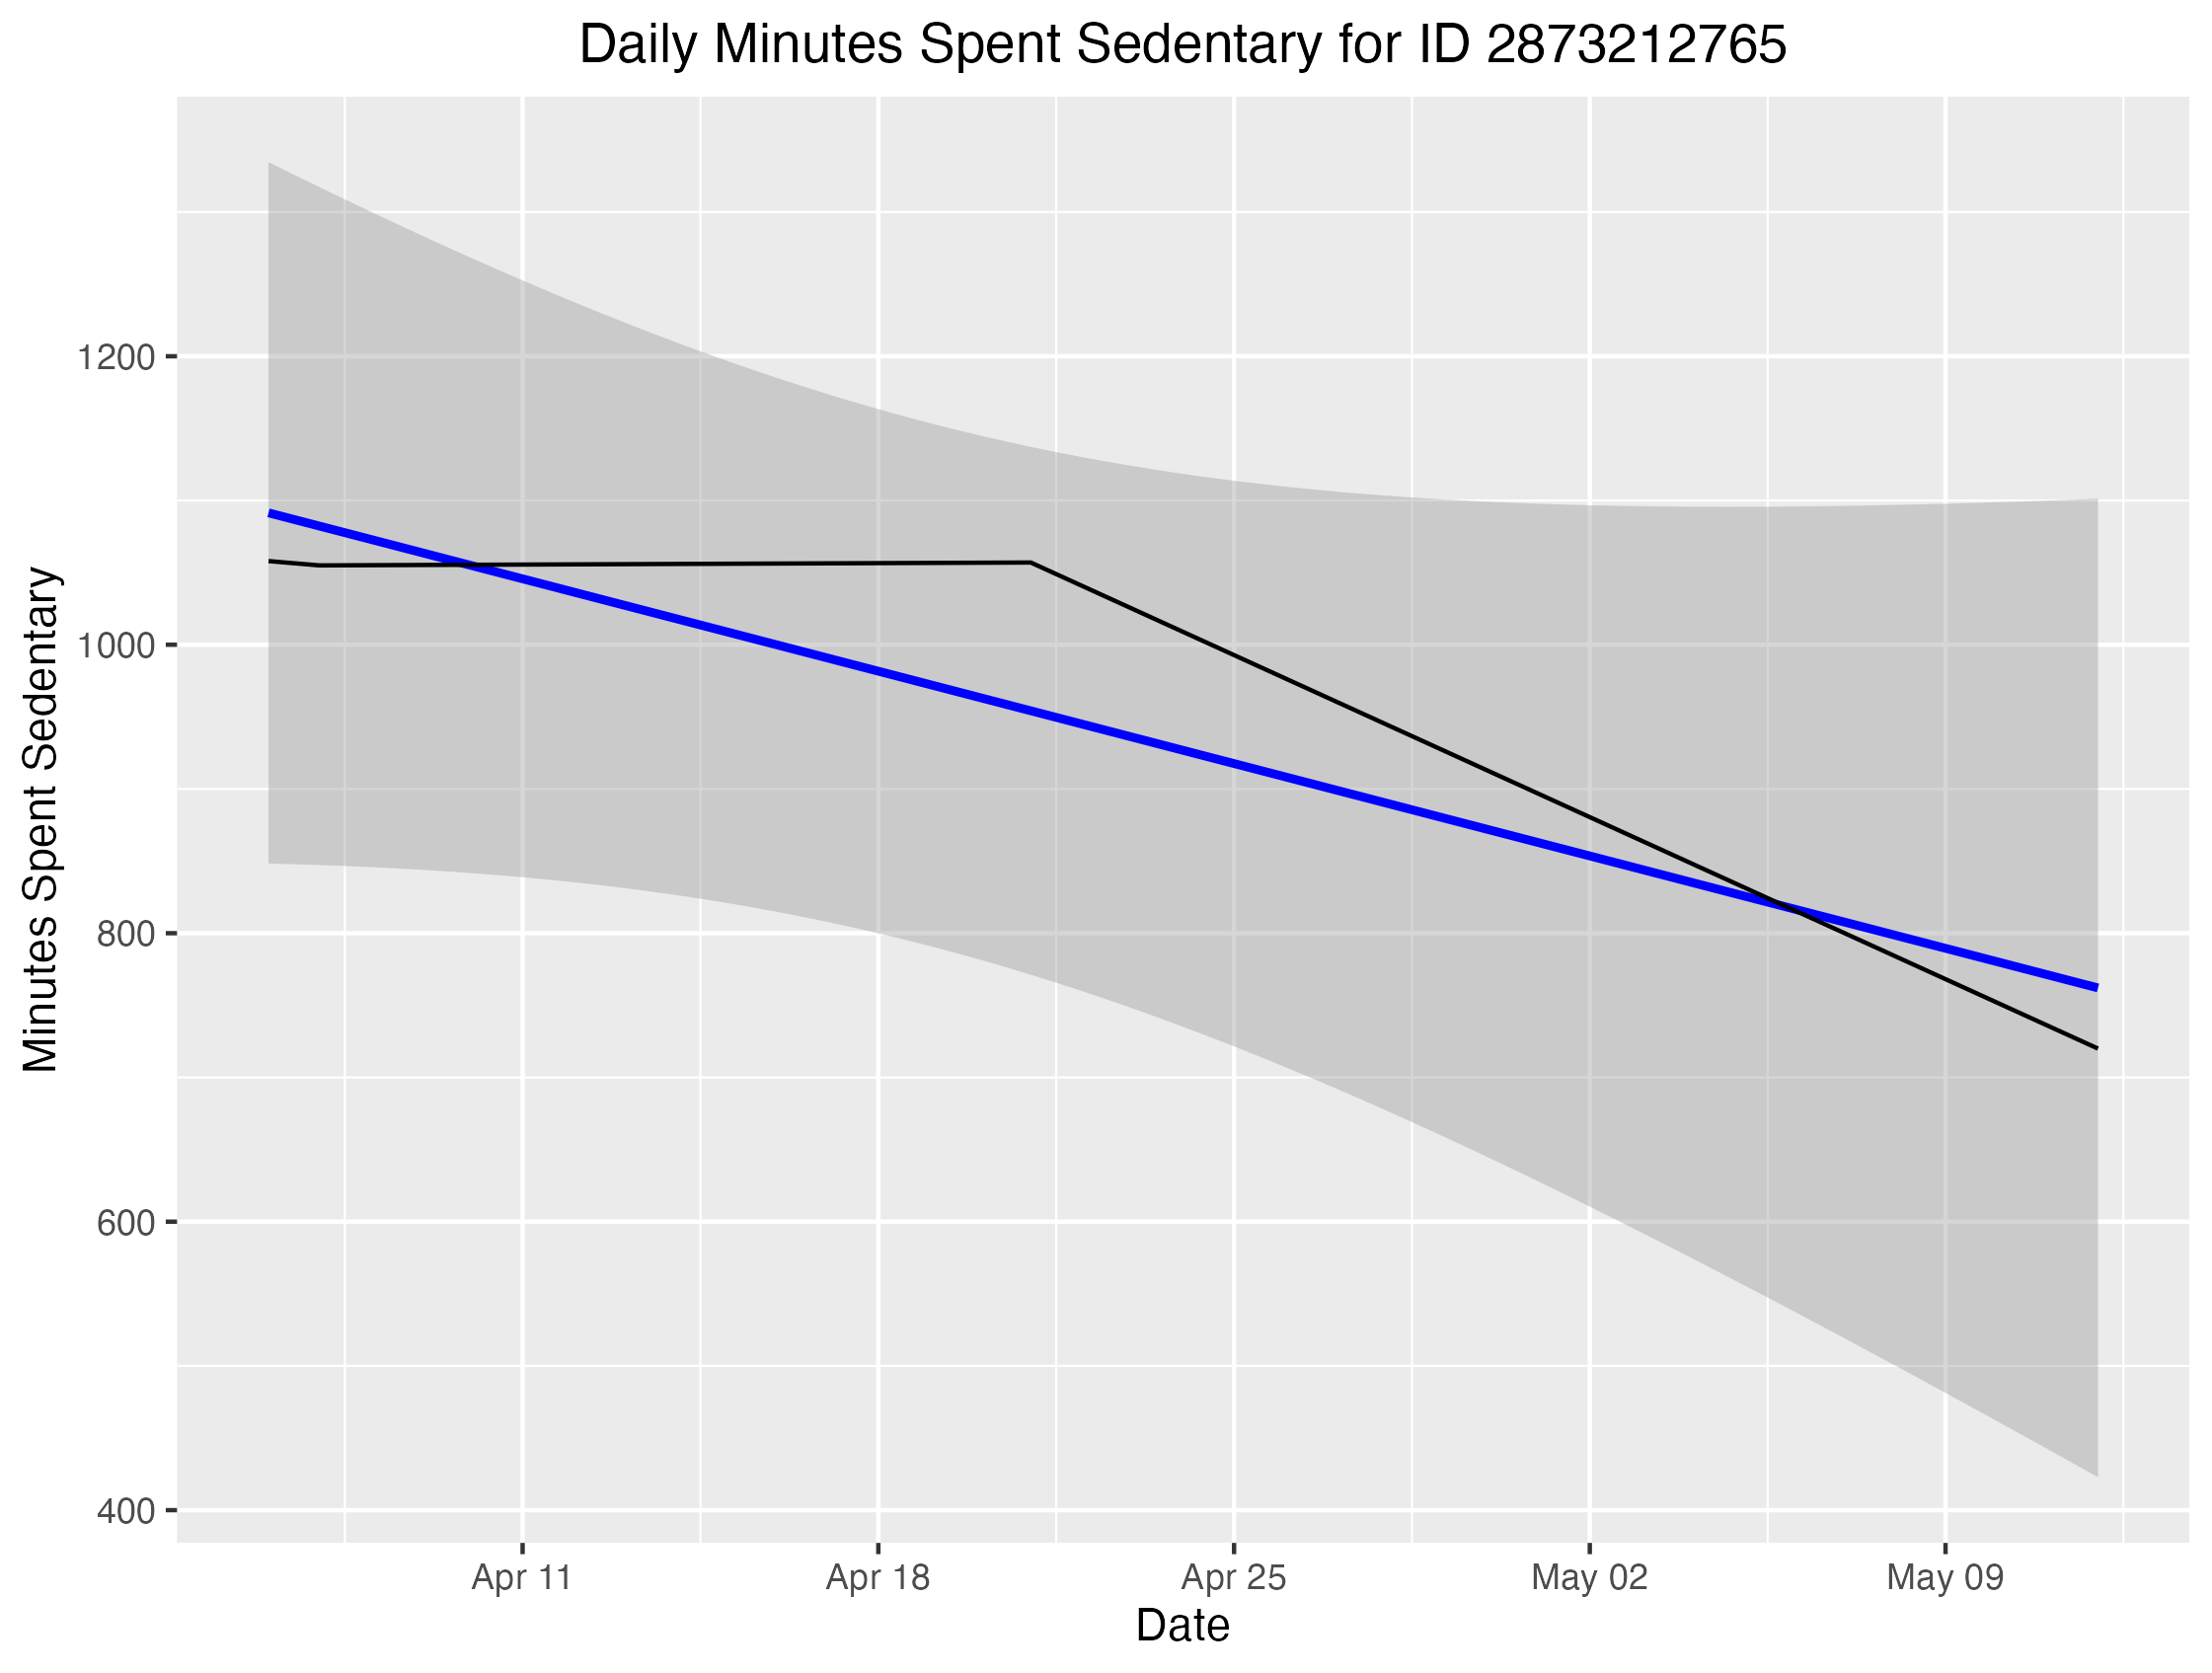 Daily Minutes Spent Sedentary for ID 2873212765
Minutes Spent Sedentary
1200
1000
800
600
400
Apr 11 Apr 18 Apr 25 May 02 May 09
Date